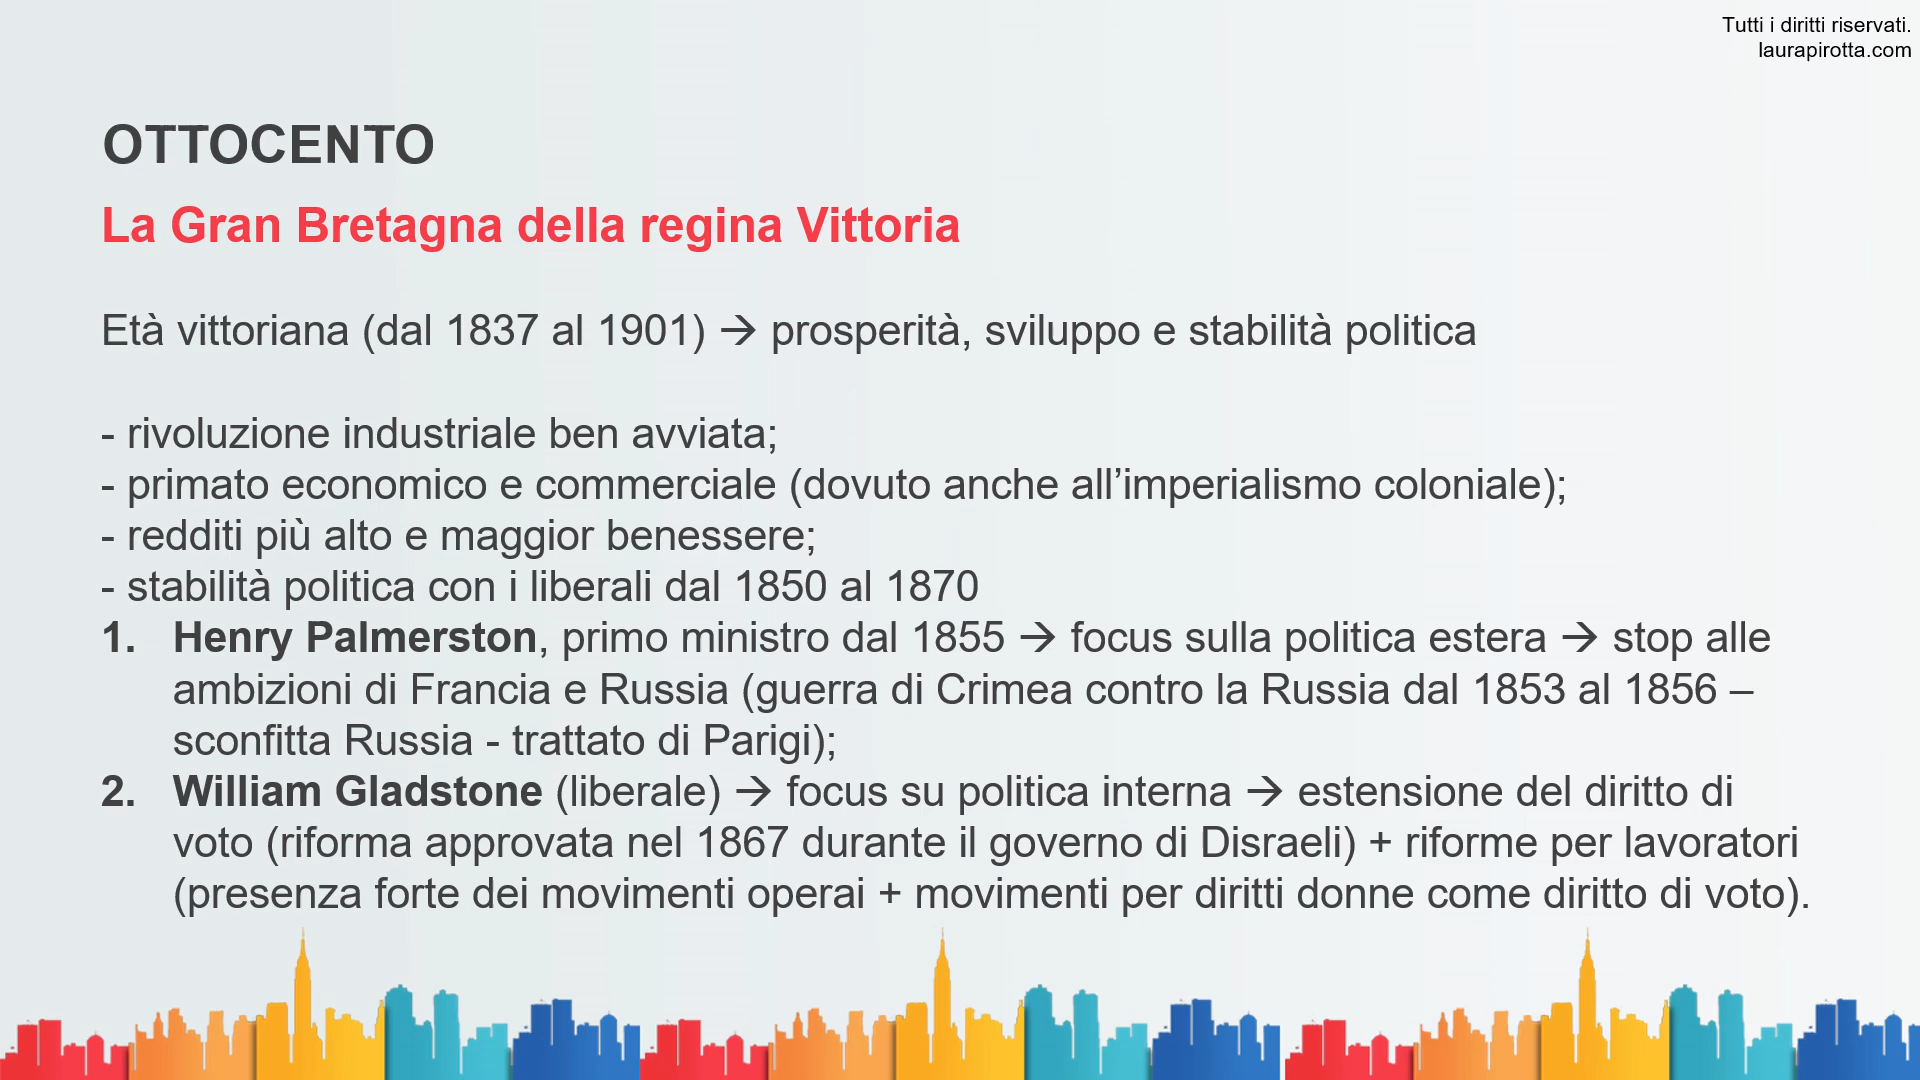 Tutti i diritti riservati.
laurapirotta.com
OTTOCENTO
La Gran Bretagna della regina Vittoria
Età vittoriana (dal 1837 al 1901) → prosperità, sviluppo e stabilità politica
- rivoluzione industriale ben avviata;
- primato economico e commerciale (dovuto anche all’imperialismo coloniale);
- redditi più alto e maggior benessere;
- stabilità politica con i liberali dal 1850 al 1870
1. Henry Palmerston, primo ministro dal 1855 → focus sulla politica estera → stop alle
ambizioni di Francia e Russia (guerra di Crimea contro la Russia dal 1853 al 1856 –
sconfitta Russia - trattato di Parigi);
2. William Gladstone (liberale) → focus su politica interna → estensione del diritto di
voto (riforma approvata nel 1867 durante il governo di Disraeli) + riforme per lavoratori
(presenza forte dei movimenti operai + movimenti per diritti donne come diritto di voto).